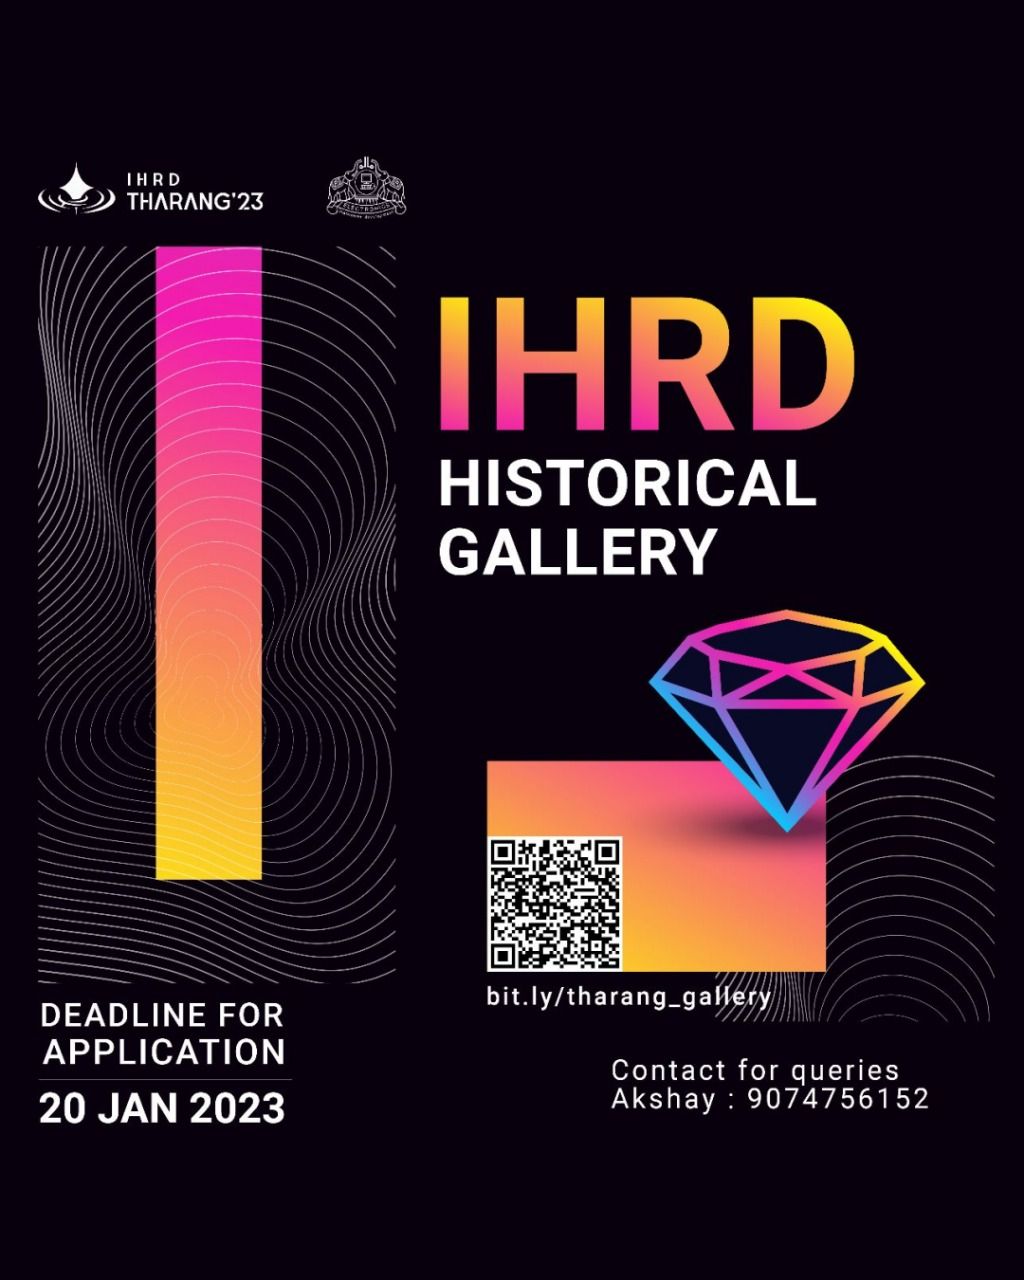 IHRD
THARANG'23
ELECTRONICS
IHRD
HISTORICAL
GALLERY
bit.ly/tharang_gallery
DEADLINE FOR
APPLICATION
20 JAN 2023
Contact for queries
Akshay : 9074756152